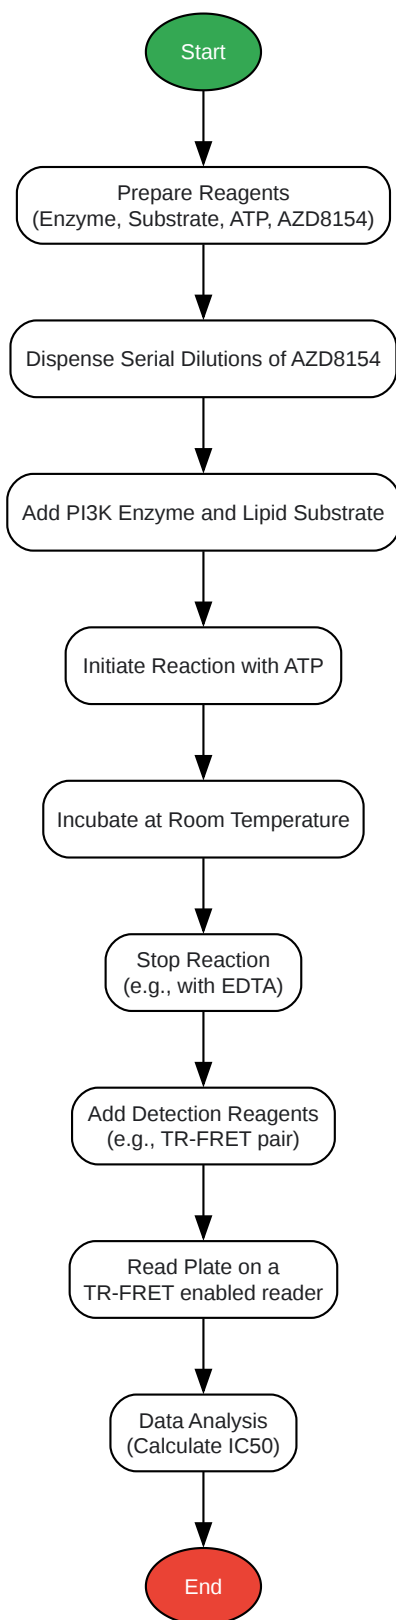 Start
Prepare Reagents
(Enzyme, Substrate, ATP, AZD8154)
Dispense Serial Dilutions of AZD8154
Add PI3K Enzyme and Lipid Substrate
Initiate Reaction with ATP
Incubate at Room Temperature
Stop Reaction
(e.g., with EDTA)
Add Detection Reagents
(e.g., TR-FRET pair)
Read Plate on a
TR-FRET enabled reader
Data Analysis
(Calculate IC50)
End